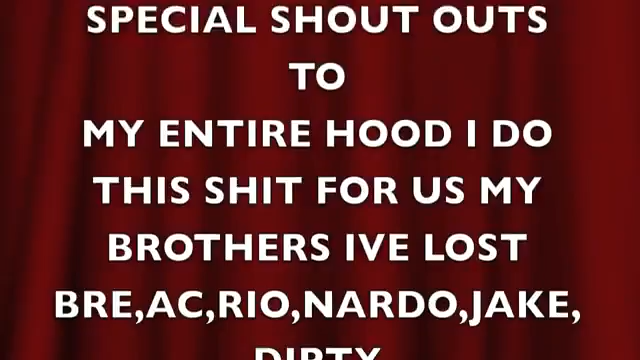 SPECIAL SHOUT OUTS
TO
MY ENTIRE HOOD I DO
THIS SHIT FOR US MY
BROTHERS IVE LOST
BRE,AC,RIO,NARDO,JAKE,
DIRTY